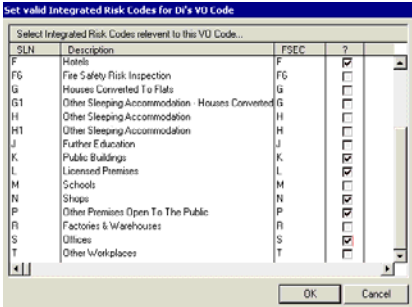 Set valid Integrated Risk Codes for Di's VO Code
Select Integrated Risk Codes relevent to this VO Code...
SLN Description FSEC ?
F Hotels F
F6 Fire Safety Risk Inspection F6
G Houses Converted To Flats G
G1 Other Sleeping Accommodation - Houses Converted G
H Other Sleeping Accommodation H
H1 Other Sleeping Accommodation H
J Further Education J
K Public Buildings K
L Licensed Premises L
M Schools M
N Shops N
P Other Premises Open To The Public P
R Factories & Warehouses R
S Offices S
T Other Workplaces T
OK Cancel